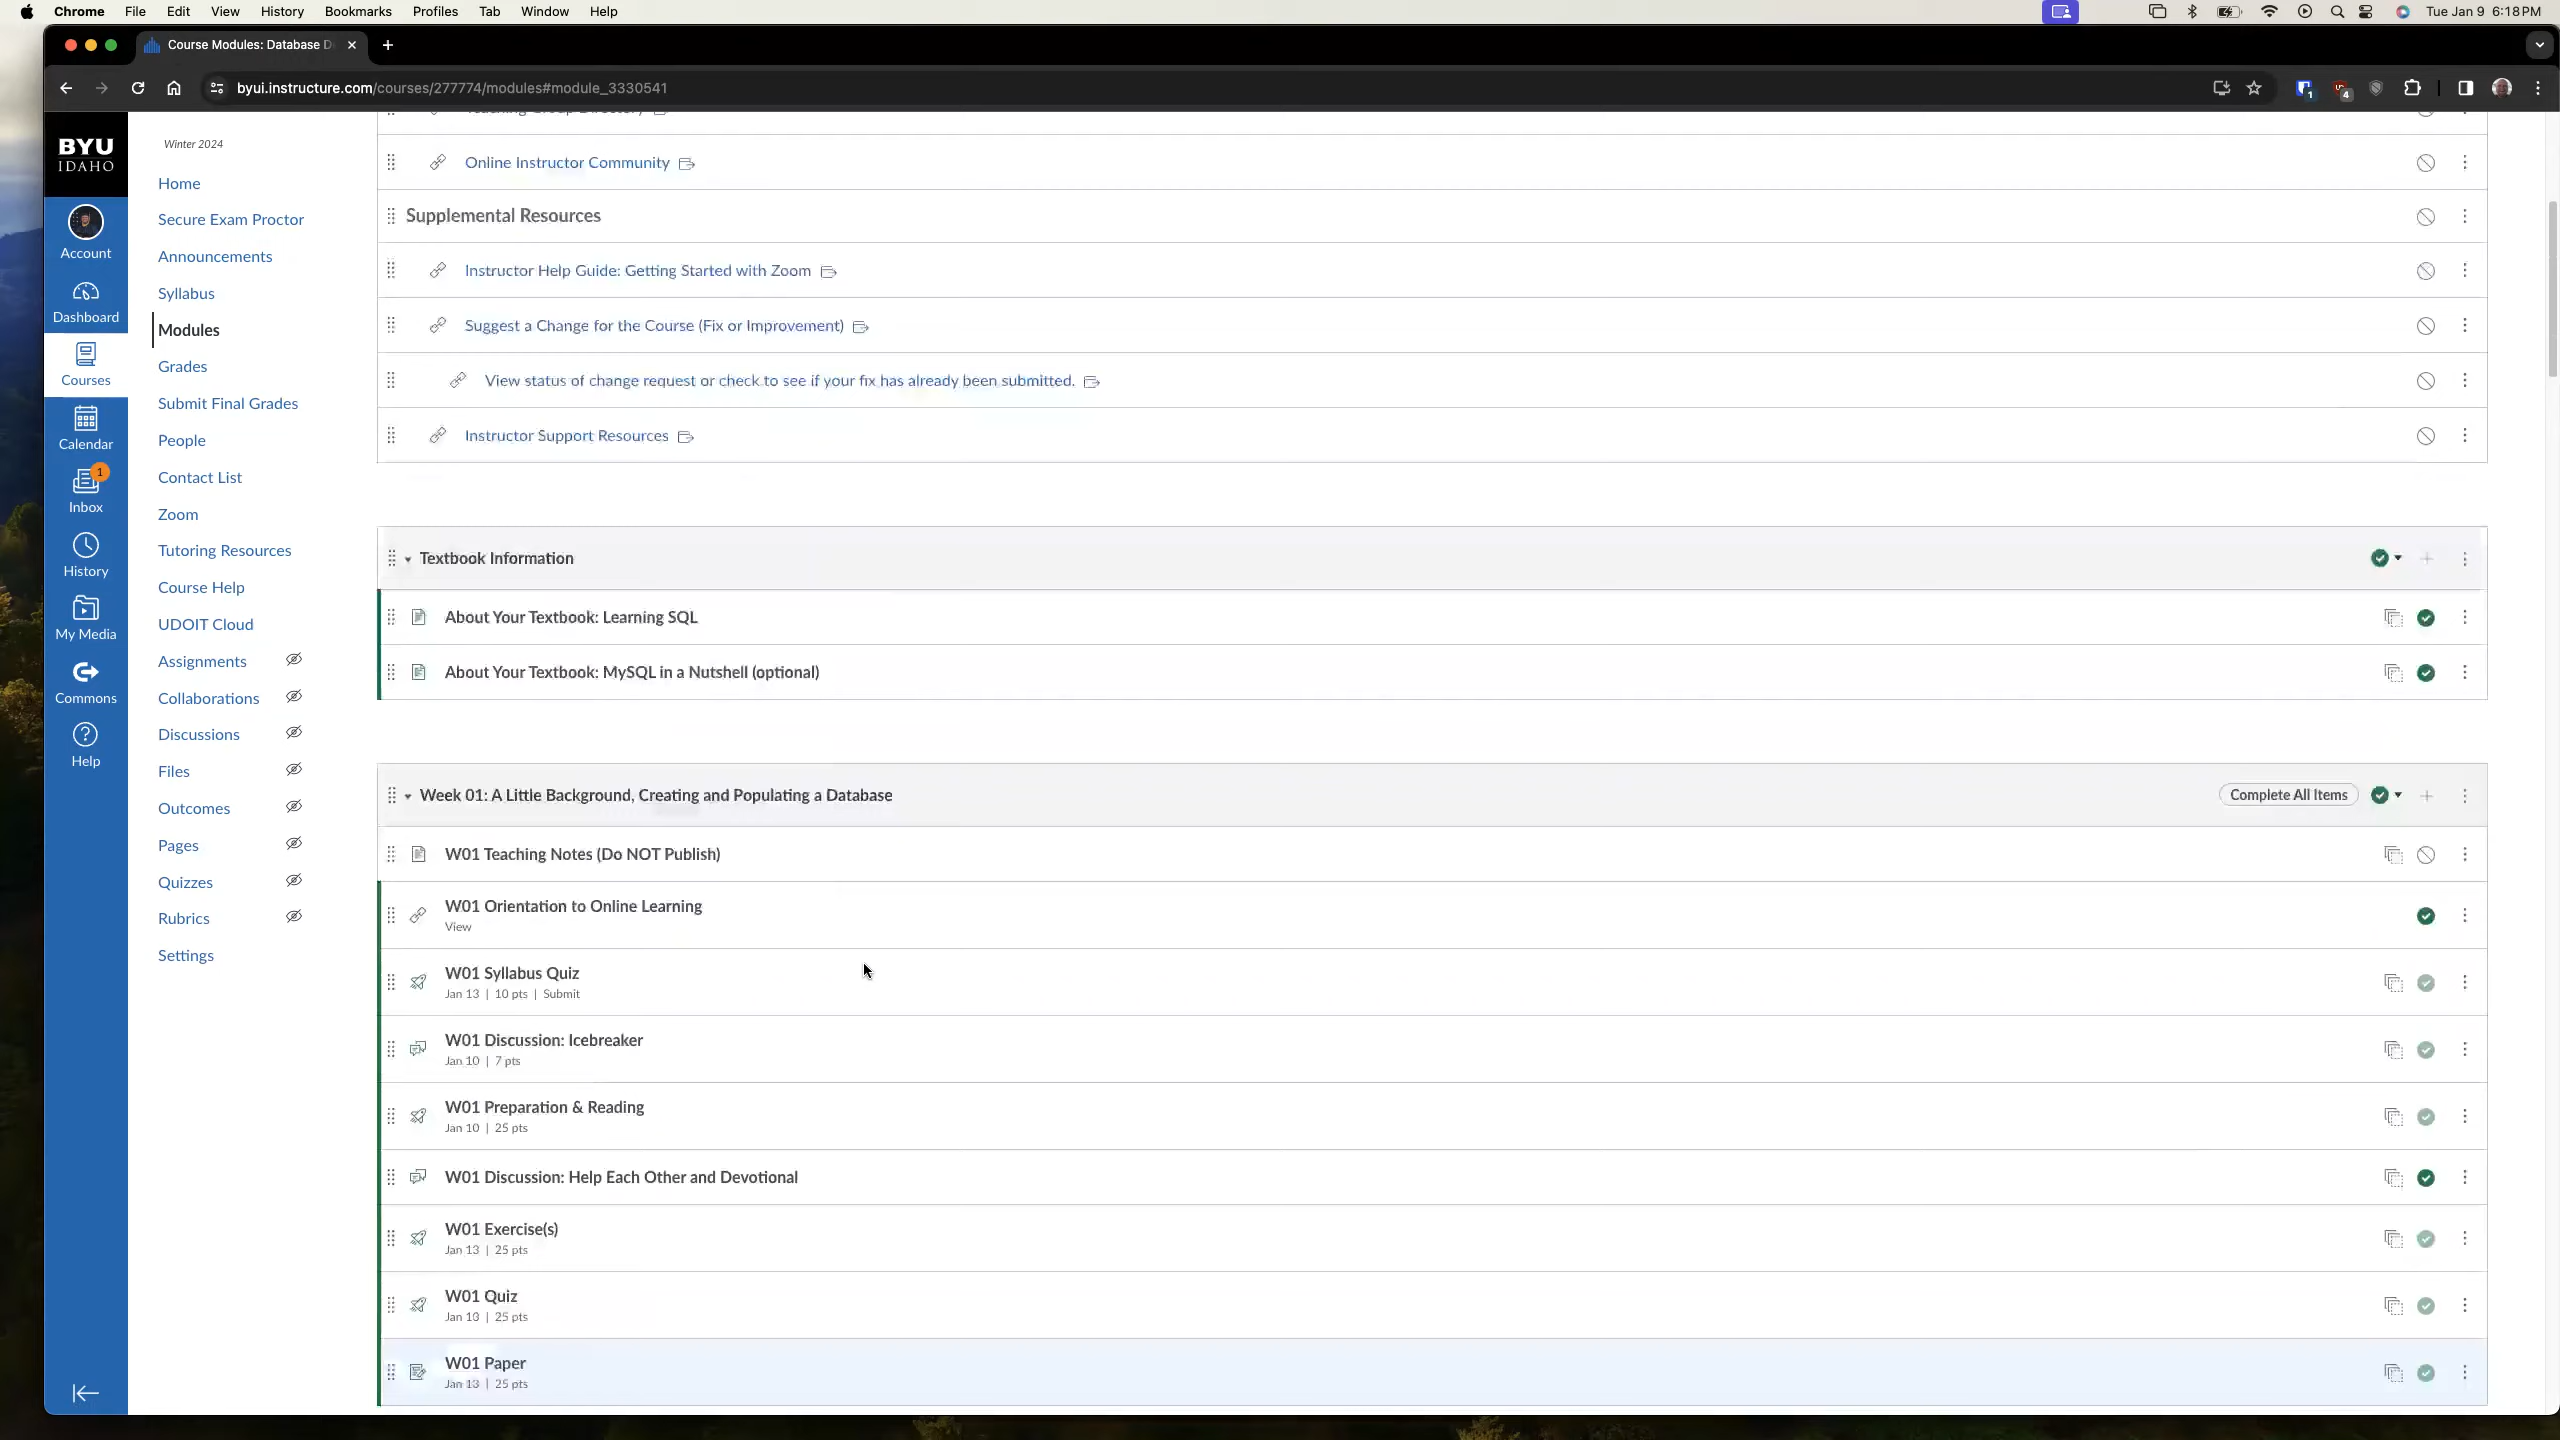 Chrome File Edit View History Bookmarks Profiles Tab Window Help
Tue Jan 9 6:18 PM
Course Modules: Database D
byui.instructure.com/courses/277774/modules#module_3330541
1
4
BYU
IDAHO
Account
Dashboard
Courses
Calendar
1
Inbox
History
My Media
Commons
Help
Winter 2024
Home
Secure Exam Proctor
Announcements
Syllabus
Modules
Grades
Submit Final Grades
People
Contact List
Zoom
Tutoring Resources
Course Help
UDOIT Cloud
Assignments
Collaborations
Discussions
Files
Outcomes
Pages
Quizzes
Rubrics
Settings
Teaching Group Directory
Online Instructor Community
Supplemental Resources
Instructor Help Guide: Getting Started with Zoom
Suggest a Change for the Course (Fix or Improvement)
View status of change request or check to see if your fix has already been submitted.
Instructor Support Resources
Textbook Information
About Your Textbook: Learning SQL
About Your Textbook: MySQL in a Nutshell (optional)
Week 01: A Little Background, Creating and Populating a Database
Complete All Items
W01 Teaching Notes (Do NOT Publish)
W01 Orientation to Online Learning
View
W01 Syllabus Quiz
Jan 13 | 10 pts | Submit
W01 Discussion: Icebreaker
Jan 10 | 7 pts
W01 Preparation & Reading
Jan 10 | 25 pts
W01 Discussion: Help Each Other and Devotional
W01 Exercise(s)
Jan 13 | 25 pts
W01 Quiz
Jan 13 | 25 pts
W01 Paper
Jan 13 | 25 pts